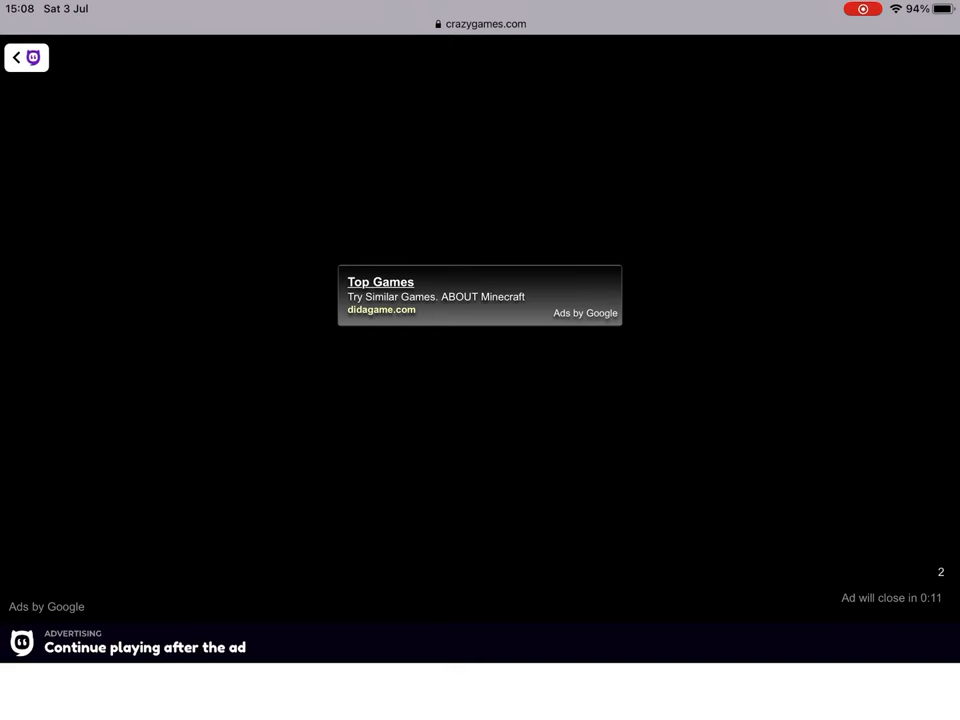 15:08 Sat 3 Jul
94%
crazygames.com
Top Games
Try Similar Games. ABOUT Minecraft
didagame.com
Ads by Google
2
Ad will close in 0:11
Ads by Google
ADVERTISING
Continue playing after the ad